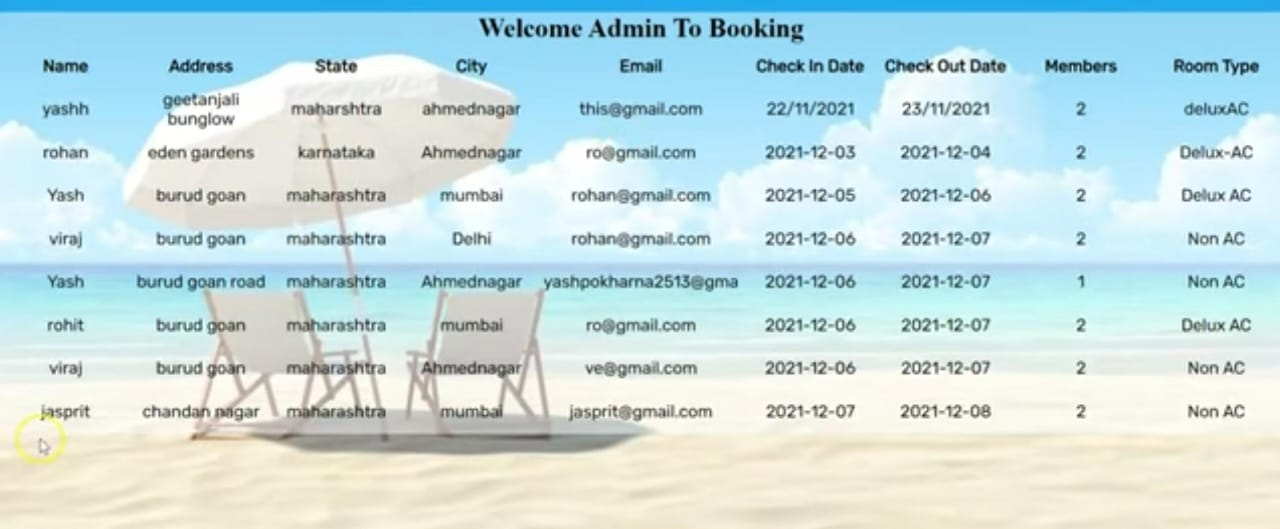 Welcome Admin To Booking
Name Address State City Email Check In Date Check Out Date Members Room Type
yashh geetanjali bunglow maharshtra ahmednagar this@gmail.com 22/11/2021 23/11/2021 2 deluxAC
rohan eden gardens karnataka Ahmednagar ro@gmail.com 2021-12-03 2021-12-04 2 Delux-AC
Yash burud goan maharashtra mumbai rohan@gmail.com 2021-12-05 2021-12-06 2 Delux AC
viraj burud goan maharashtra Delhi rohan@gmail.com 2021-12-06 2021-12-07 2 Non AC
Yash burud goan road maharashtra Ahmednagar yashpokharna2513@gma 2021-12-06 2021-12-07 1 Non AC
rohit burud goan maharashtra mumbai ro@gmail.com 2021-12-06 2021-12-07 2 Delux AC
viraj burud goan maharashtra Ahmednagar ve@gmail.com 2021-12-06 2021-12-07 2 Non AC
jasprit chandan nagar maharashtra mumbai jasprit@gmail.com 2021-12-07 2021-12-08 2 Non AC